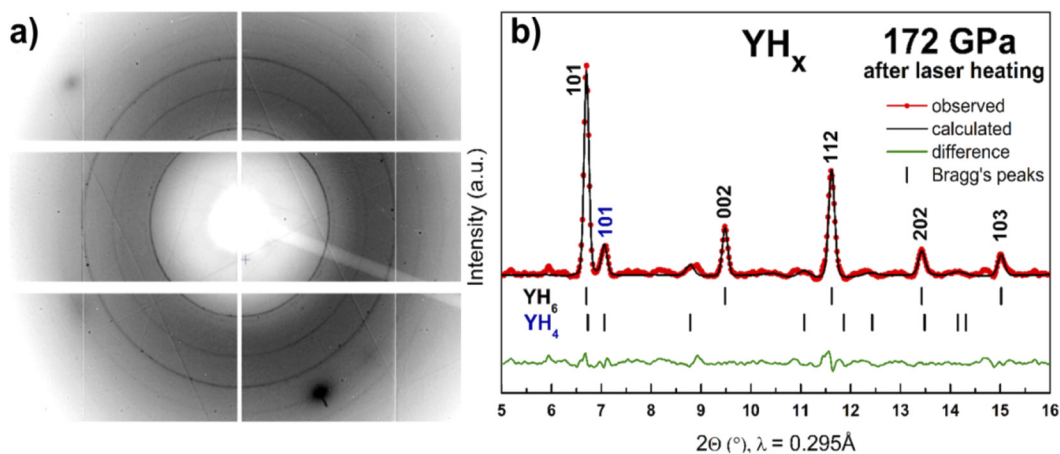 a)
b)
YHₓ
172 GPa
after laser heating
observed
calculated
difference
Bragg's peaks
Intensity (a.u.)
101
101
002
112
202
103
YH₆
YH₄
5 6 7 8 9 10 11 12 13 14 15 16
2Θ (°), λ = 0.295Å